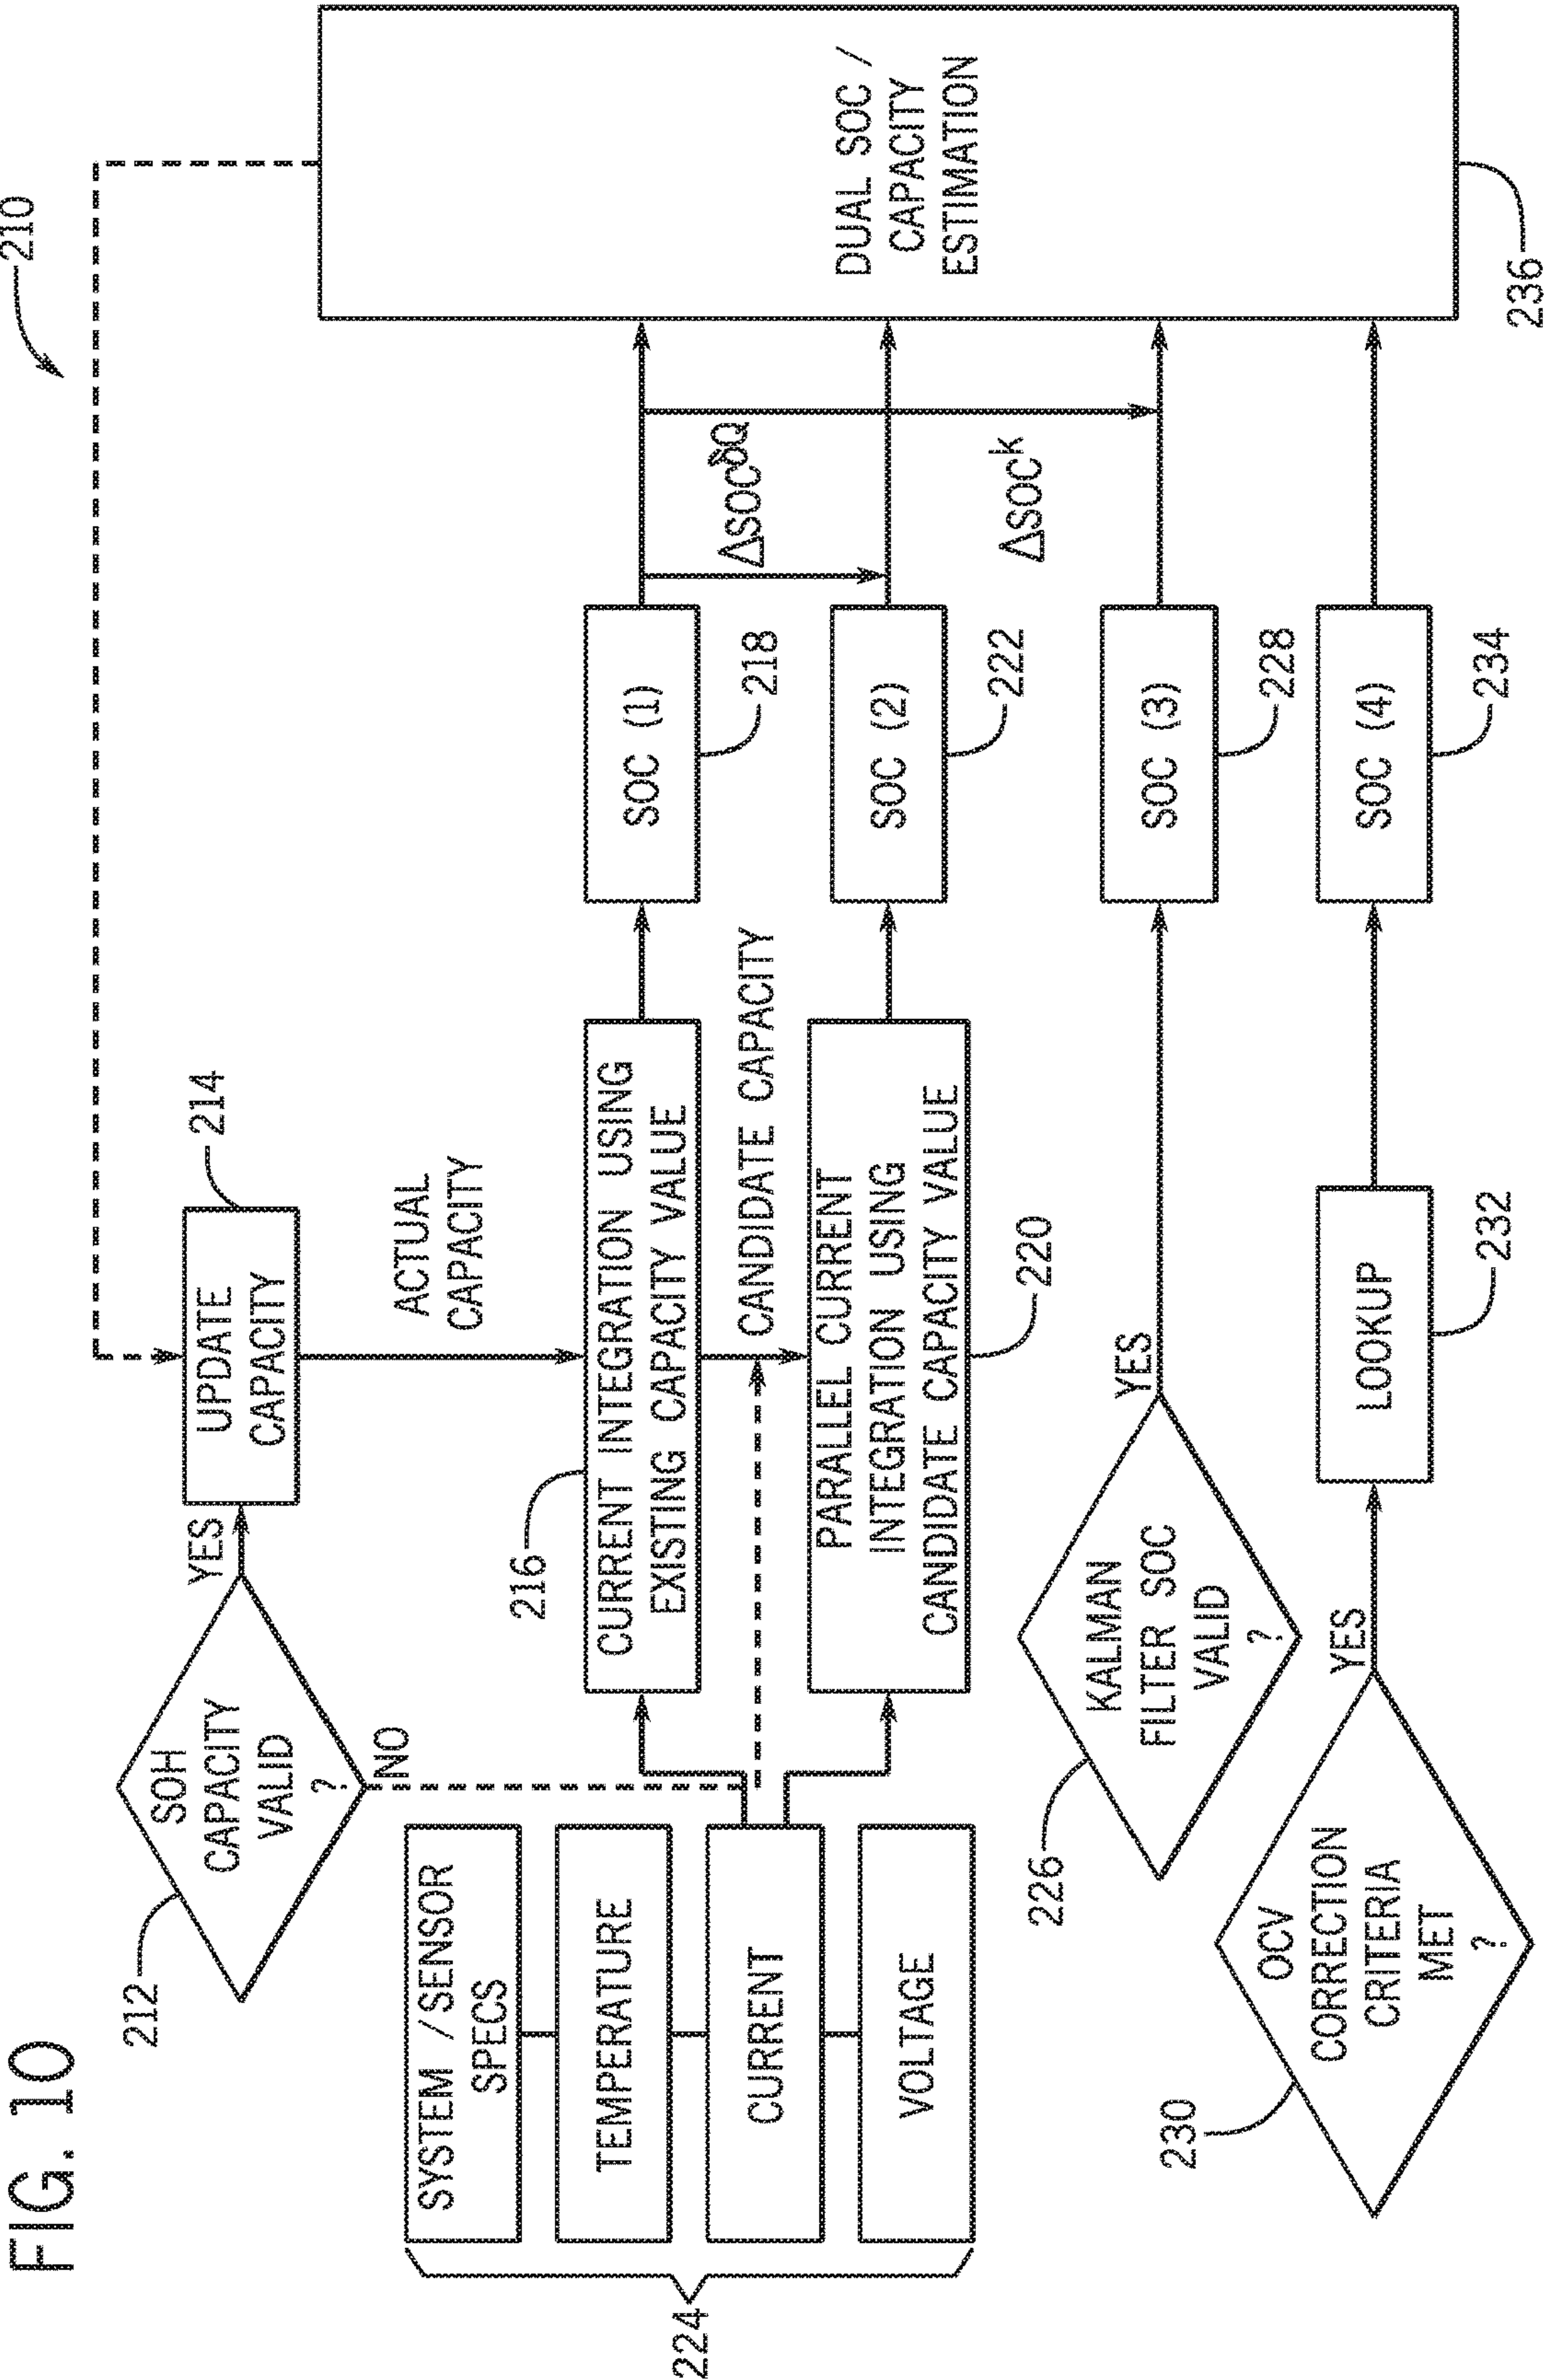 FIG. 10
210
212
SOH
CAPACITY
VALID
?
YES
NO
UPDATE
CAPACITY
214
ACTUAL
CAPACITY
SYSTEM / SENSOR
SPECS
TEMPERATURE
CURRENT
VOLTAGE
224
216
CURRENT INTEGRATION USING
EXISTING CAPACITY VALUE
CANDIDATE CAPACITY
PARALLEL CURRENT
INTEGRATION USING
CANDIDATE CAPACITY VALUE
220
SOC (1)
218
SOC (2)
222
ΔSOC^δQ
ΔSOC^k
226
KALMAN
FILTER SOC
VALID
?
YES
SOC (3)
228
230
OCV
CORRECTION
CRITERIA
MET
?
YES
LOOKUP
232
SOC (4)
234
DUAL SOC /
CAPACITY
ESTIMATION
236